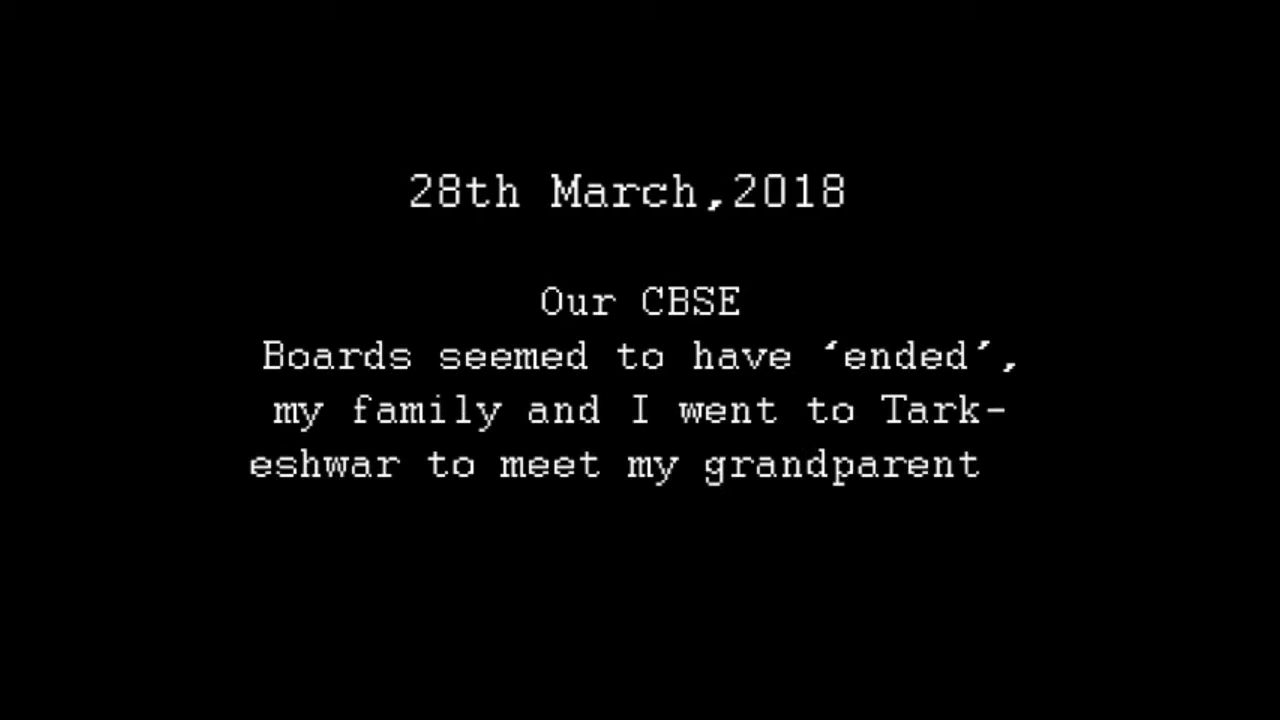 28th March,2018
Our CBSE
Boards seemed to have ‘ended’,
my family and I went to Tark-
eshwar to meet my grandparent